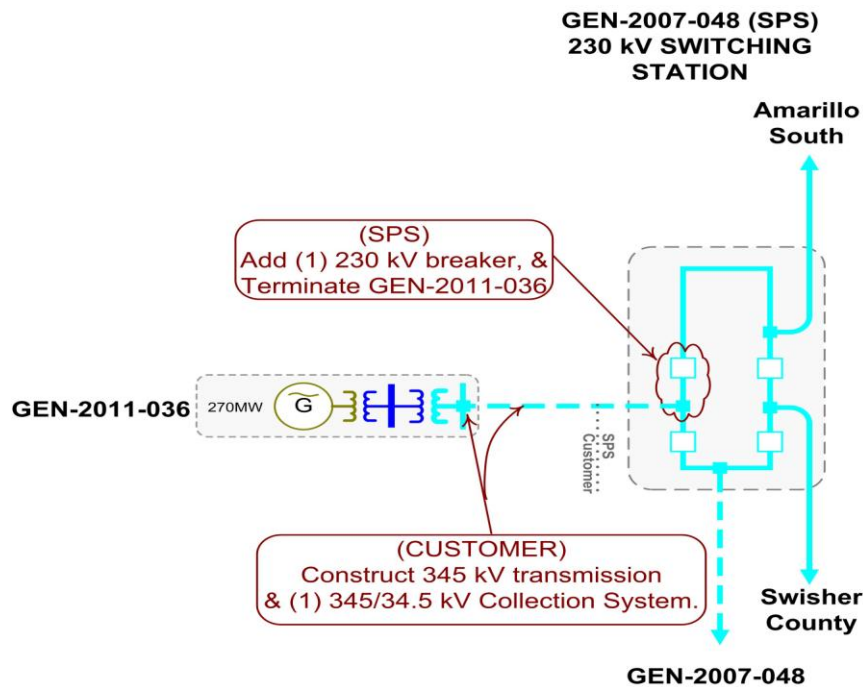 GEN-2007-048 (SPS)
230 kV SWITCHING
STATION
Amarillo
South
(SPS)
Add (1) 230 kV breaker, &
Terminate GEN-2011-036
GEN-2011-036
270MW
G
SPS
Customer
(CUSTOMER)
Construct 345 kV transmission
& (1) 345/34.5 kV Collection System.
Swisher
County
GEN-2007-048